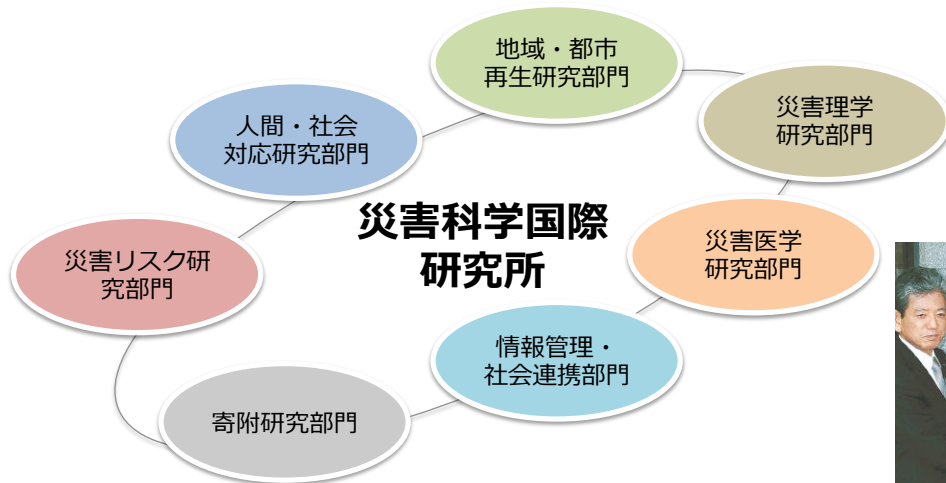 地域・都市
再生研究部門
災害理学
研究部門
人間・社会
対応研究部門
災害科学国際
研究所
災害医学
研究部門
災害リスク研
究部門
情報管理・
社会連携部門
寄附研究部門